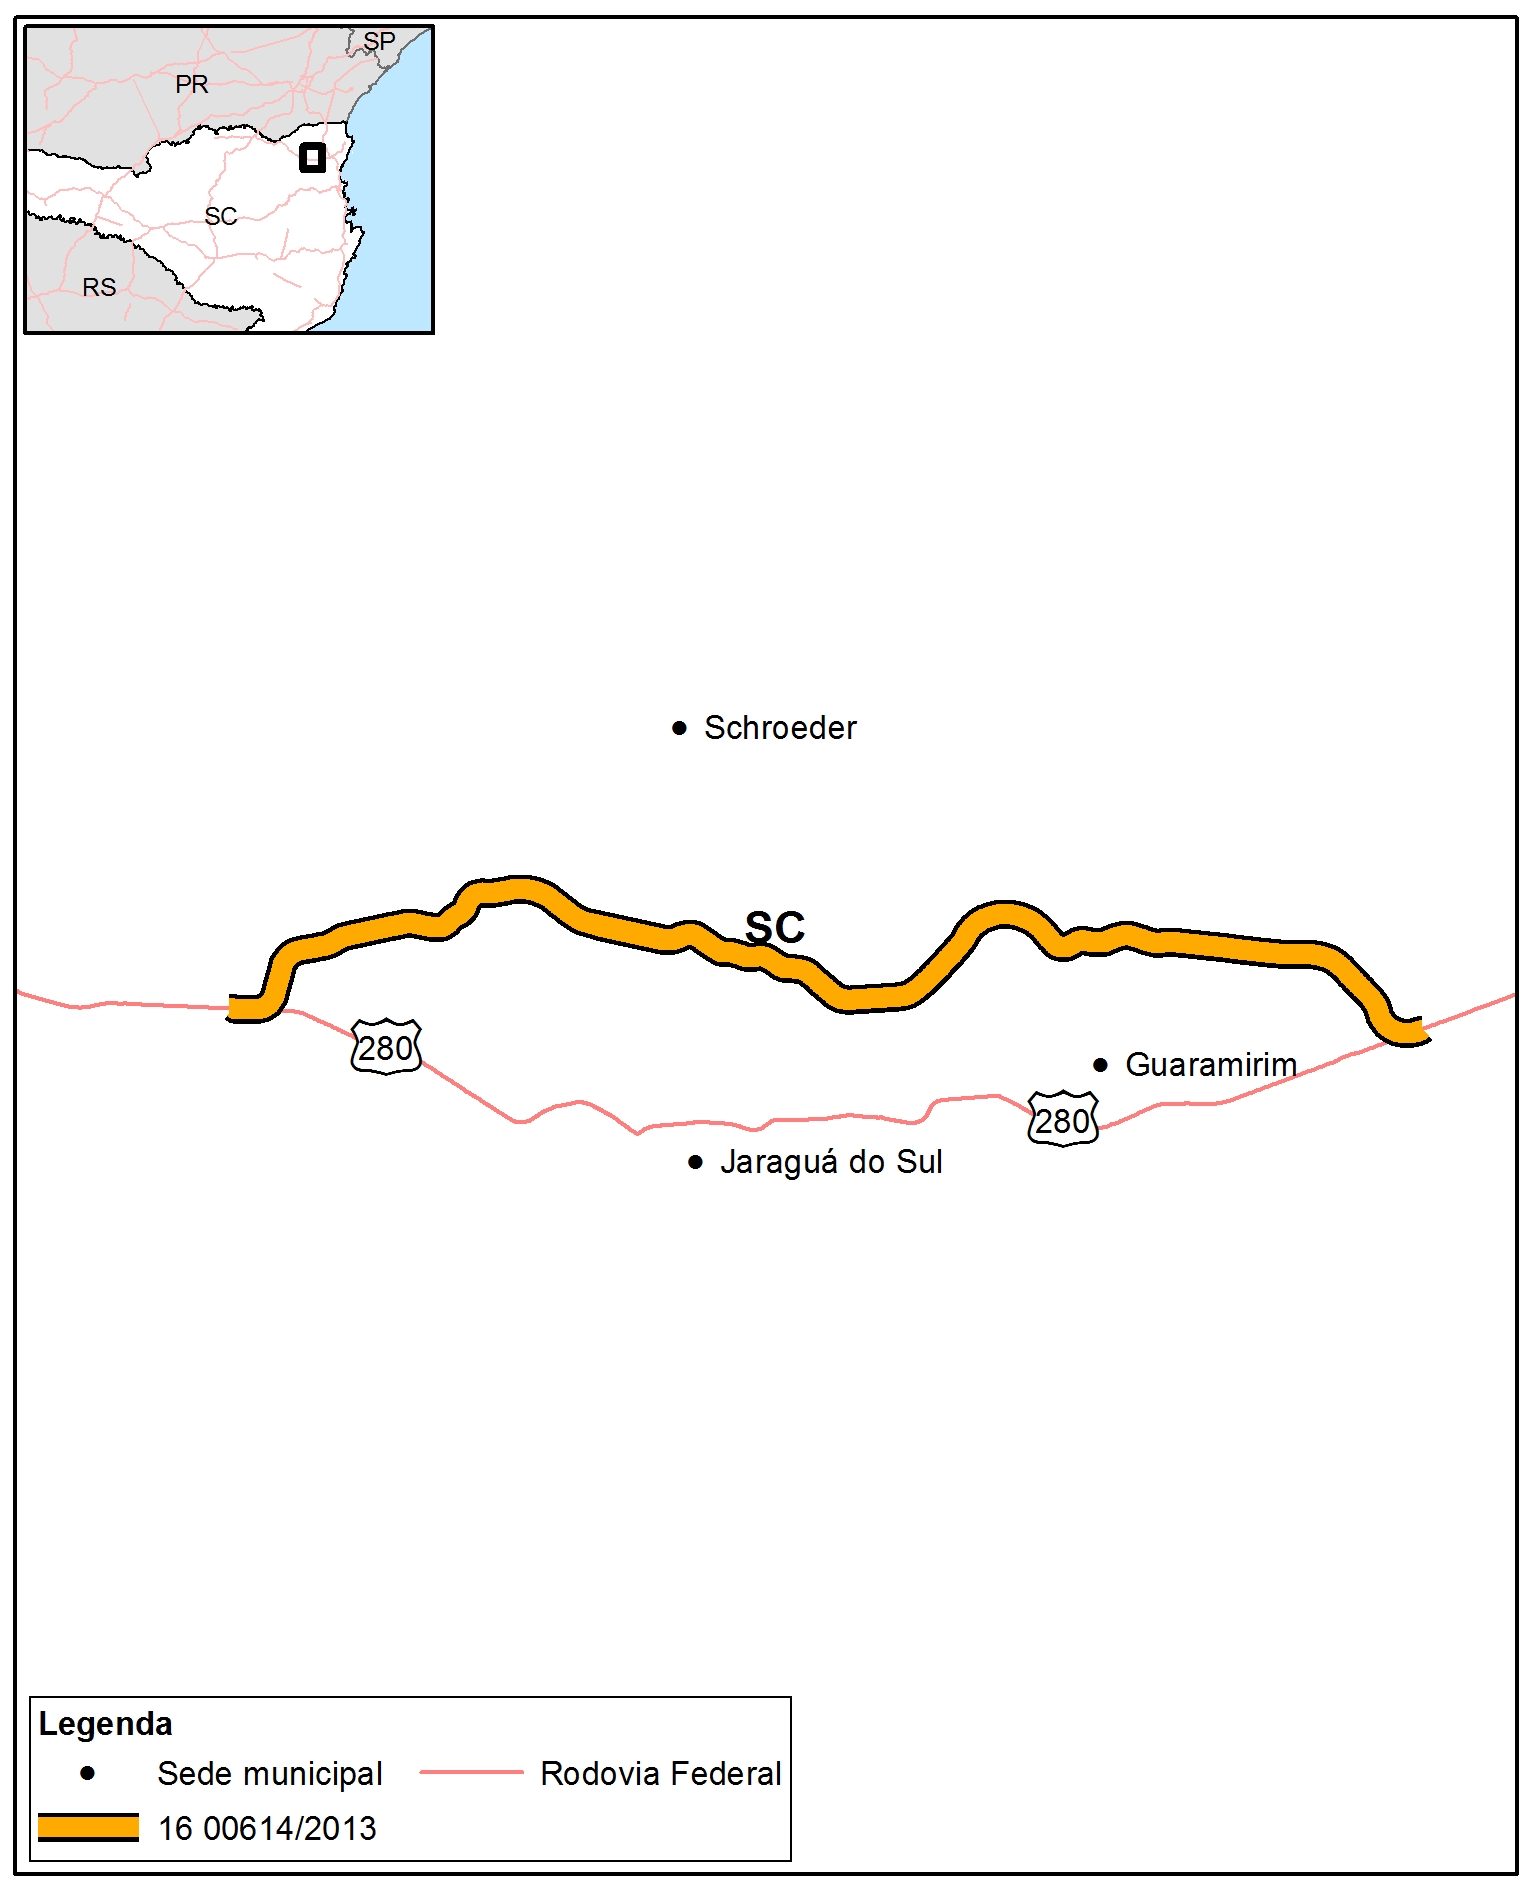 SP
PR
SC
RS
Schroeder
SC
280
Guaramirim
280
Jaraguá do Sul
Legenda
Sede municipal
Rodovia Federal
16 00614/2013